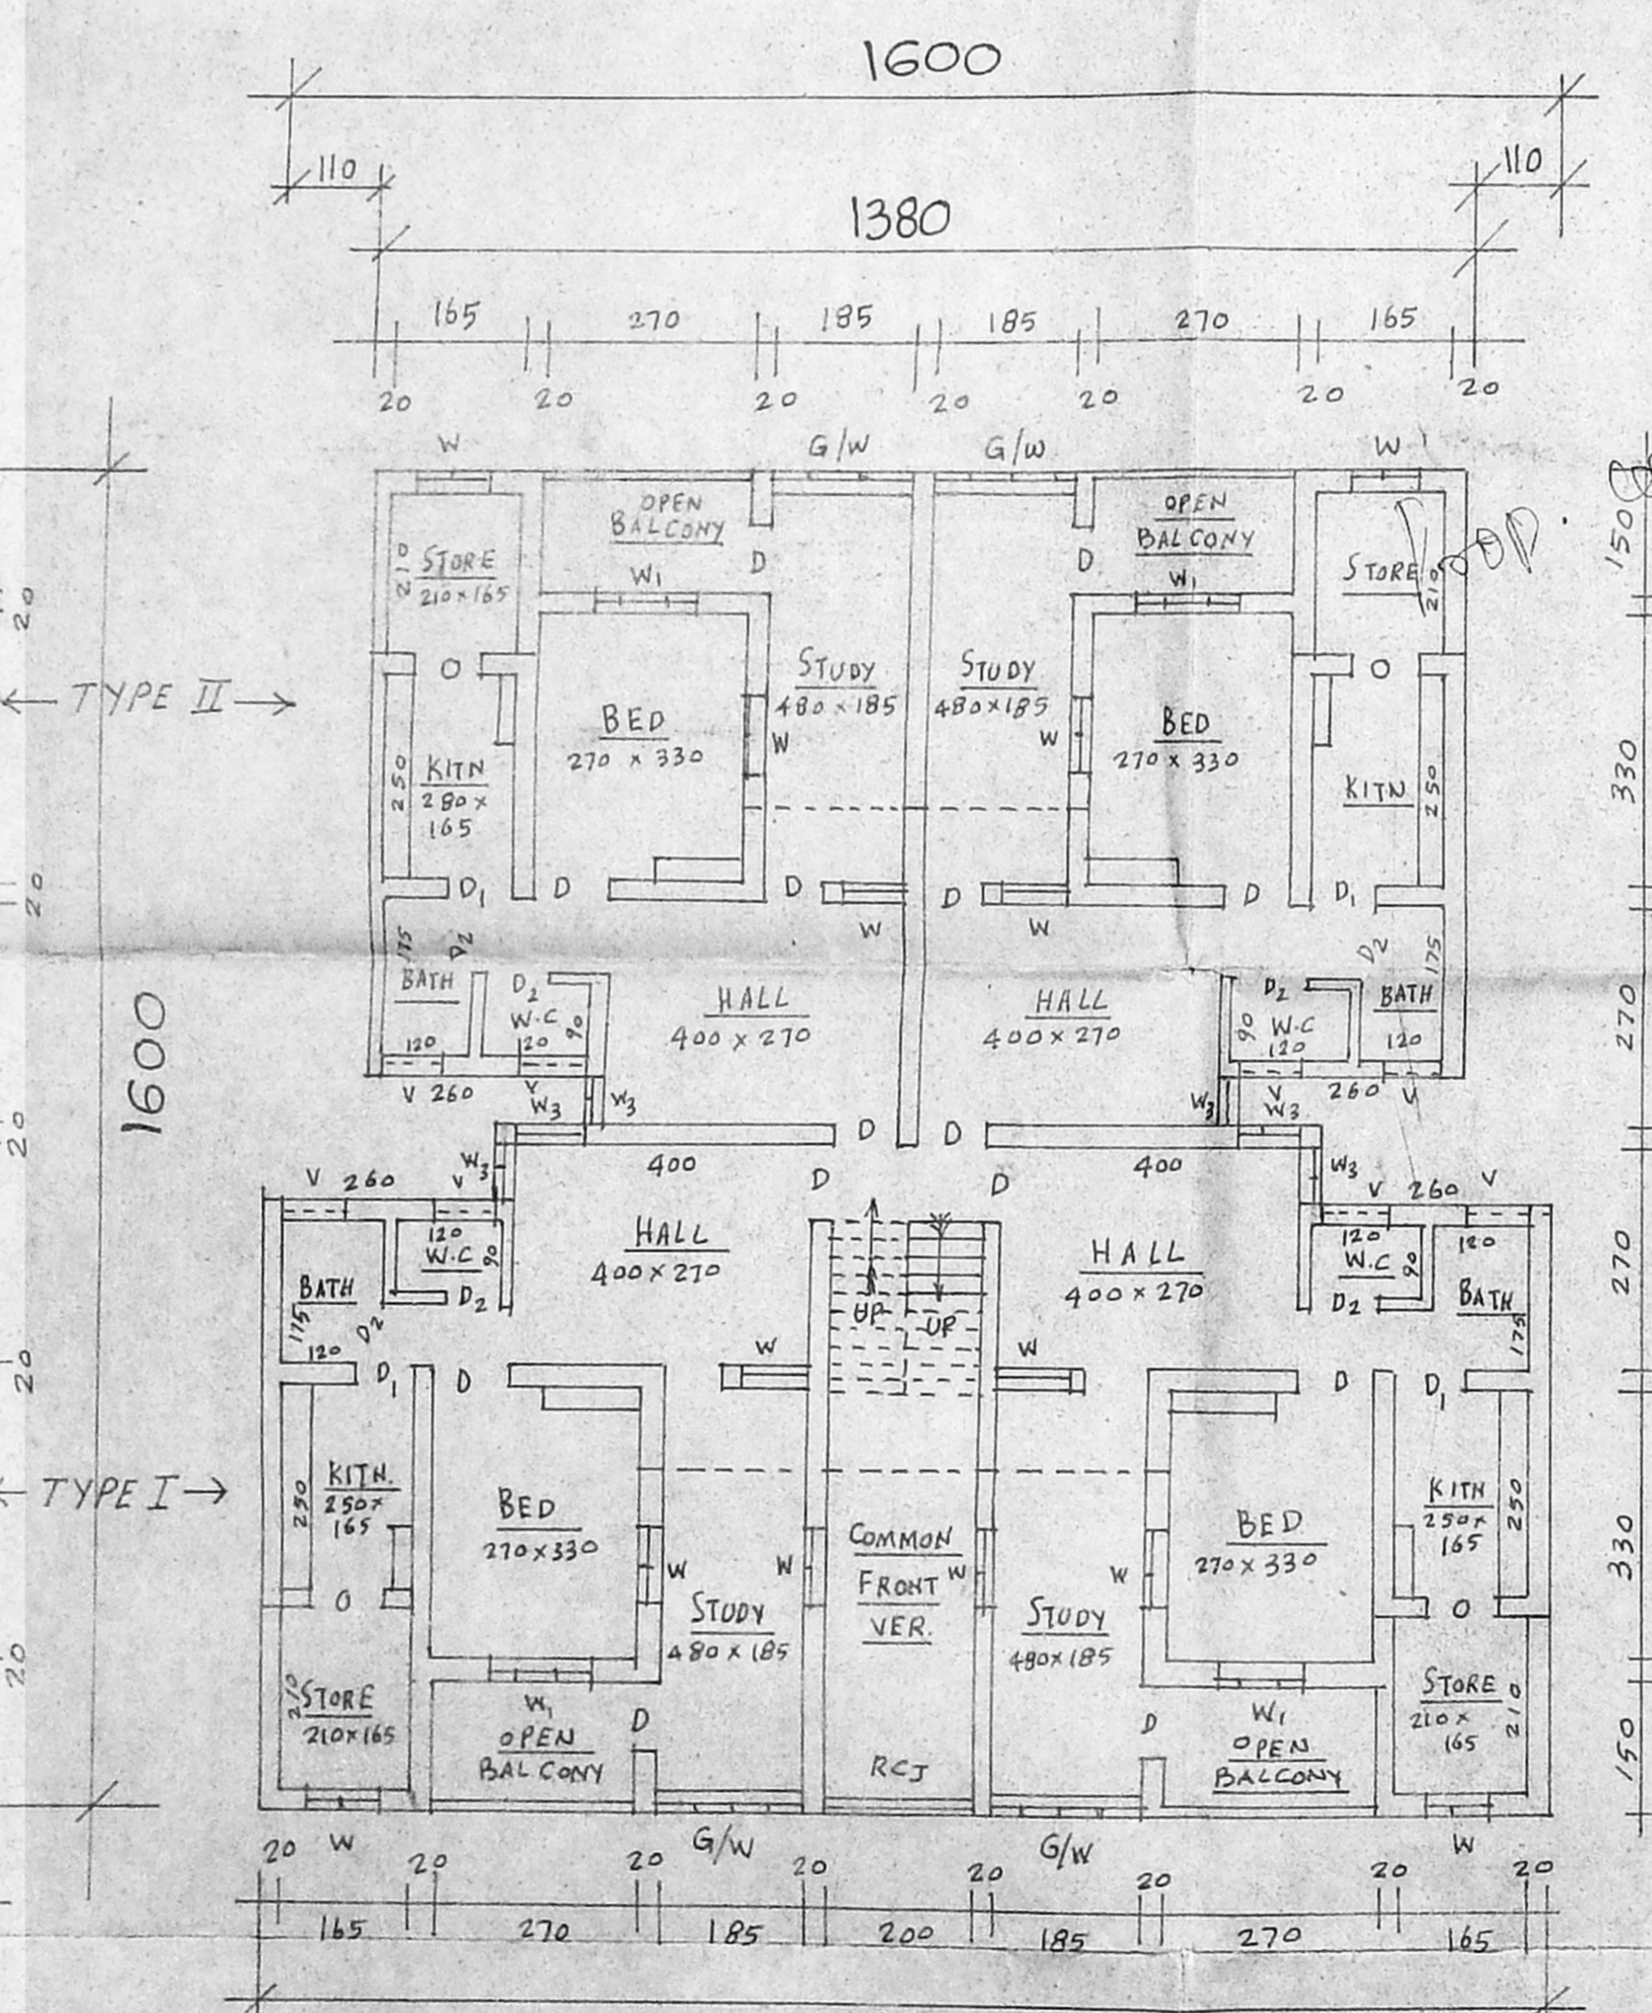 1600
110
110
1380
165 270 185 185 270 165
20 20 20 20 20 20 20
W G/W G/W W
OPEN
BALCONY
OPEN
BALCONY
D D
W1 W1
150
210 STORE
210×165
STORE 210
20
← TYPE II →
O O
STUDY
480×185
STUDY
480×185
W W
BED
270 × 330
BED
270×330
330
250 KITN
280×
165
KITN 250
20
D1 D D D D D1
W W
175 D2
BATH
120
D2
W.C
120 90
HALL
400 × 270
HALL
400×270
D2
W.C
90 120
D2 175
BATH
120
270
1600
V 260 V
W3 W3
W3 W3
V 260 V
20
D D
400 400
D D
W3 W3
V 260 V
V 260 V
120
W.C 90
D2
BATH
175 D2
120
HALL
400×270
HALL
400×270
UP UP
120
W.C 90
D2
120
BATH
175
270
20
W W
D1 D D D1
← TYPE I →
250 KITN.
250×
165
BED
270×330
W W
COMMON
FRONT
VER.
W W
BED
270×330
KITN
250×
165
250
330
O O
STUDY
480×185
STUDY
480×185
20
210 STORE
210×165
W1
OPEN
BALCONY
D
RCJ
D
W1
OPEN
BALCONY
STORE
210×
165
210
150
W G/W G/W W
20 20 20 20 20 20 20 20
165 270 185 200 185 270 165